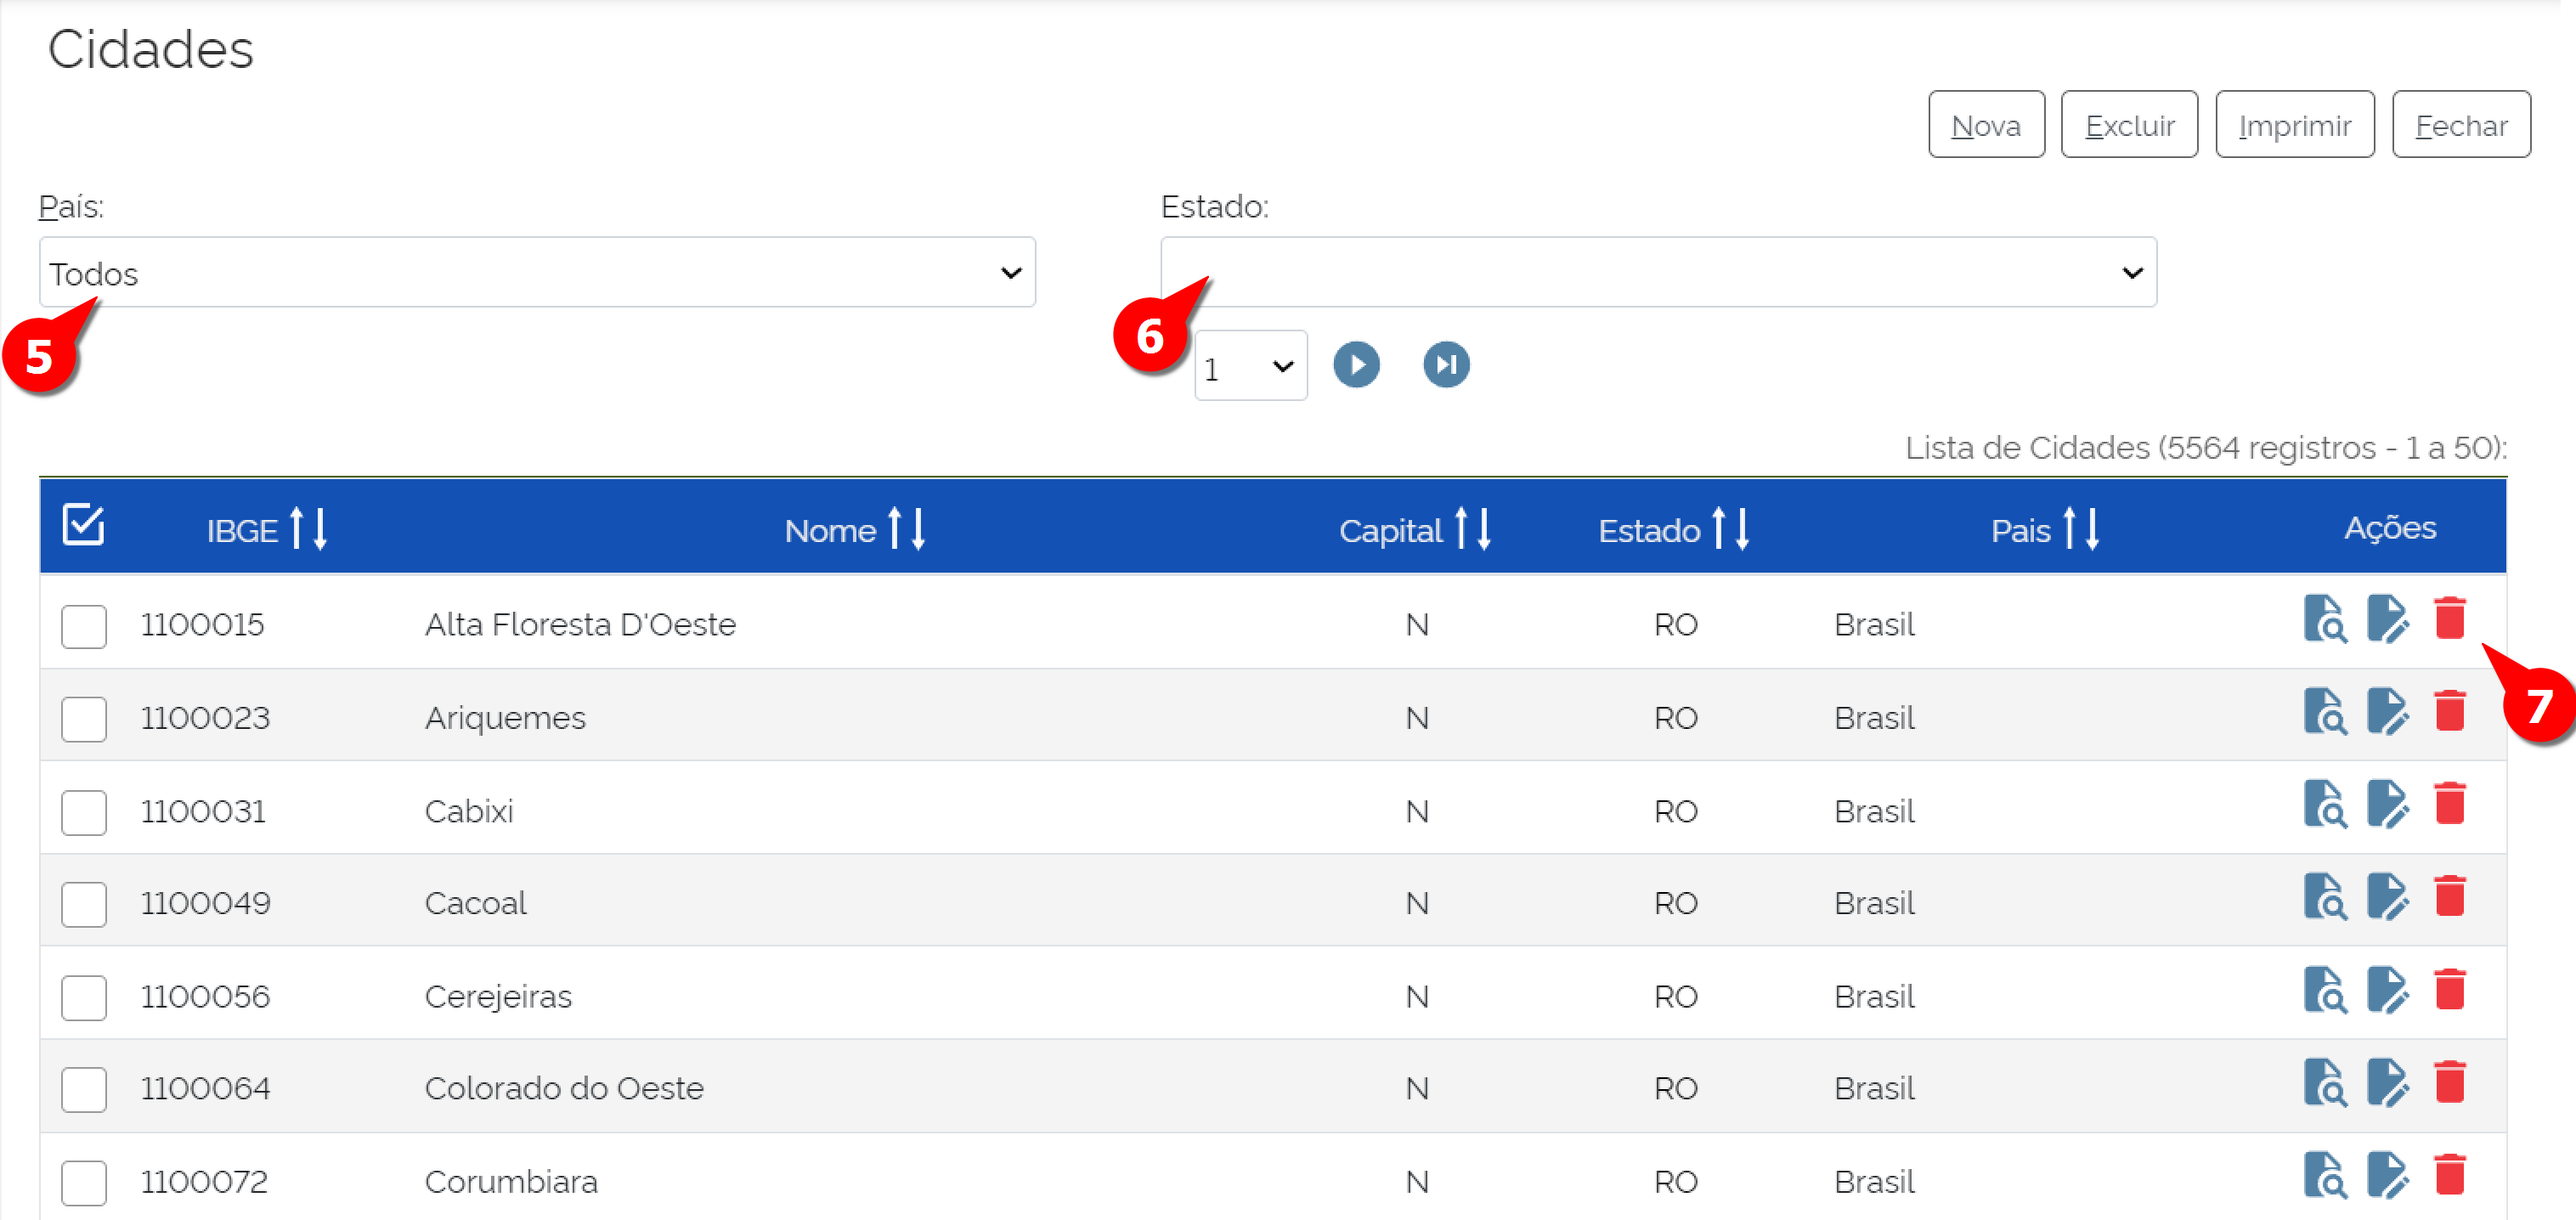 Cidades
Nova Excluir Imprimir Fechar
País: Estado:
Todos
5 6
1
Lista de Cidades (5564 registros - 1 a 50):
IBGE Nome Capital Estado Pais Ações
1100015 Alta Floresta D'Oeste N RO Brasil
7
1100023 Ariquemes N RO Brasil
1100031 Cabixi N RO Brasil
1100049 Cacoal N RO Brasil
1100056 Cerejeiras N RO Brasil
1100064 Colorado do Oeste N RO Brasil
1100072 Corumbiara N RO Brasil